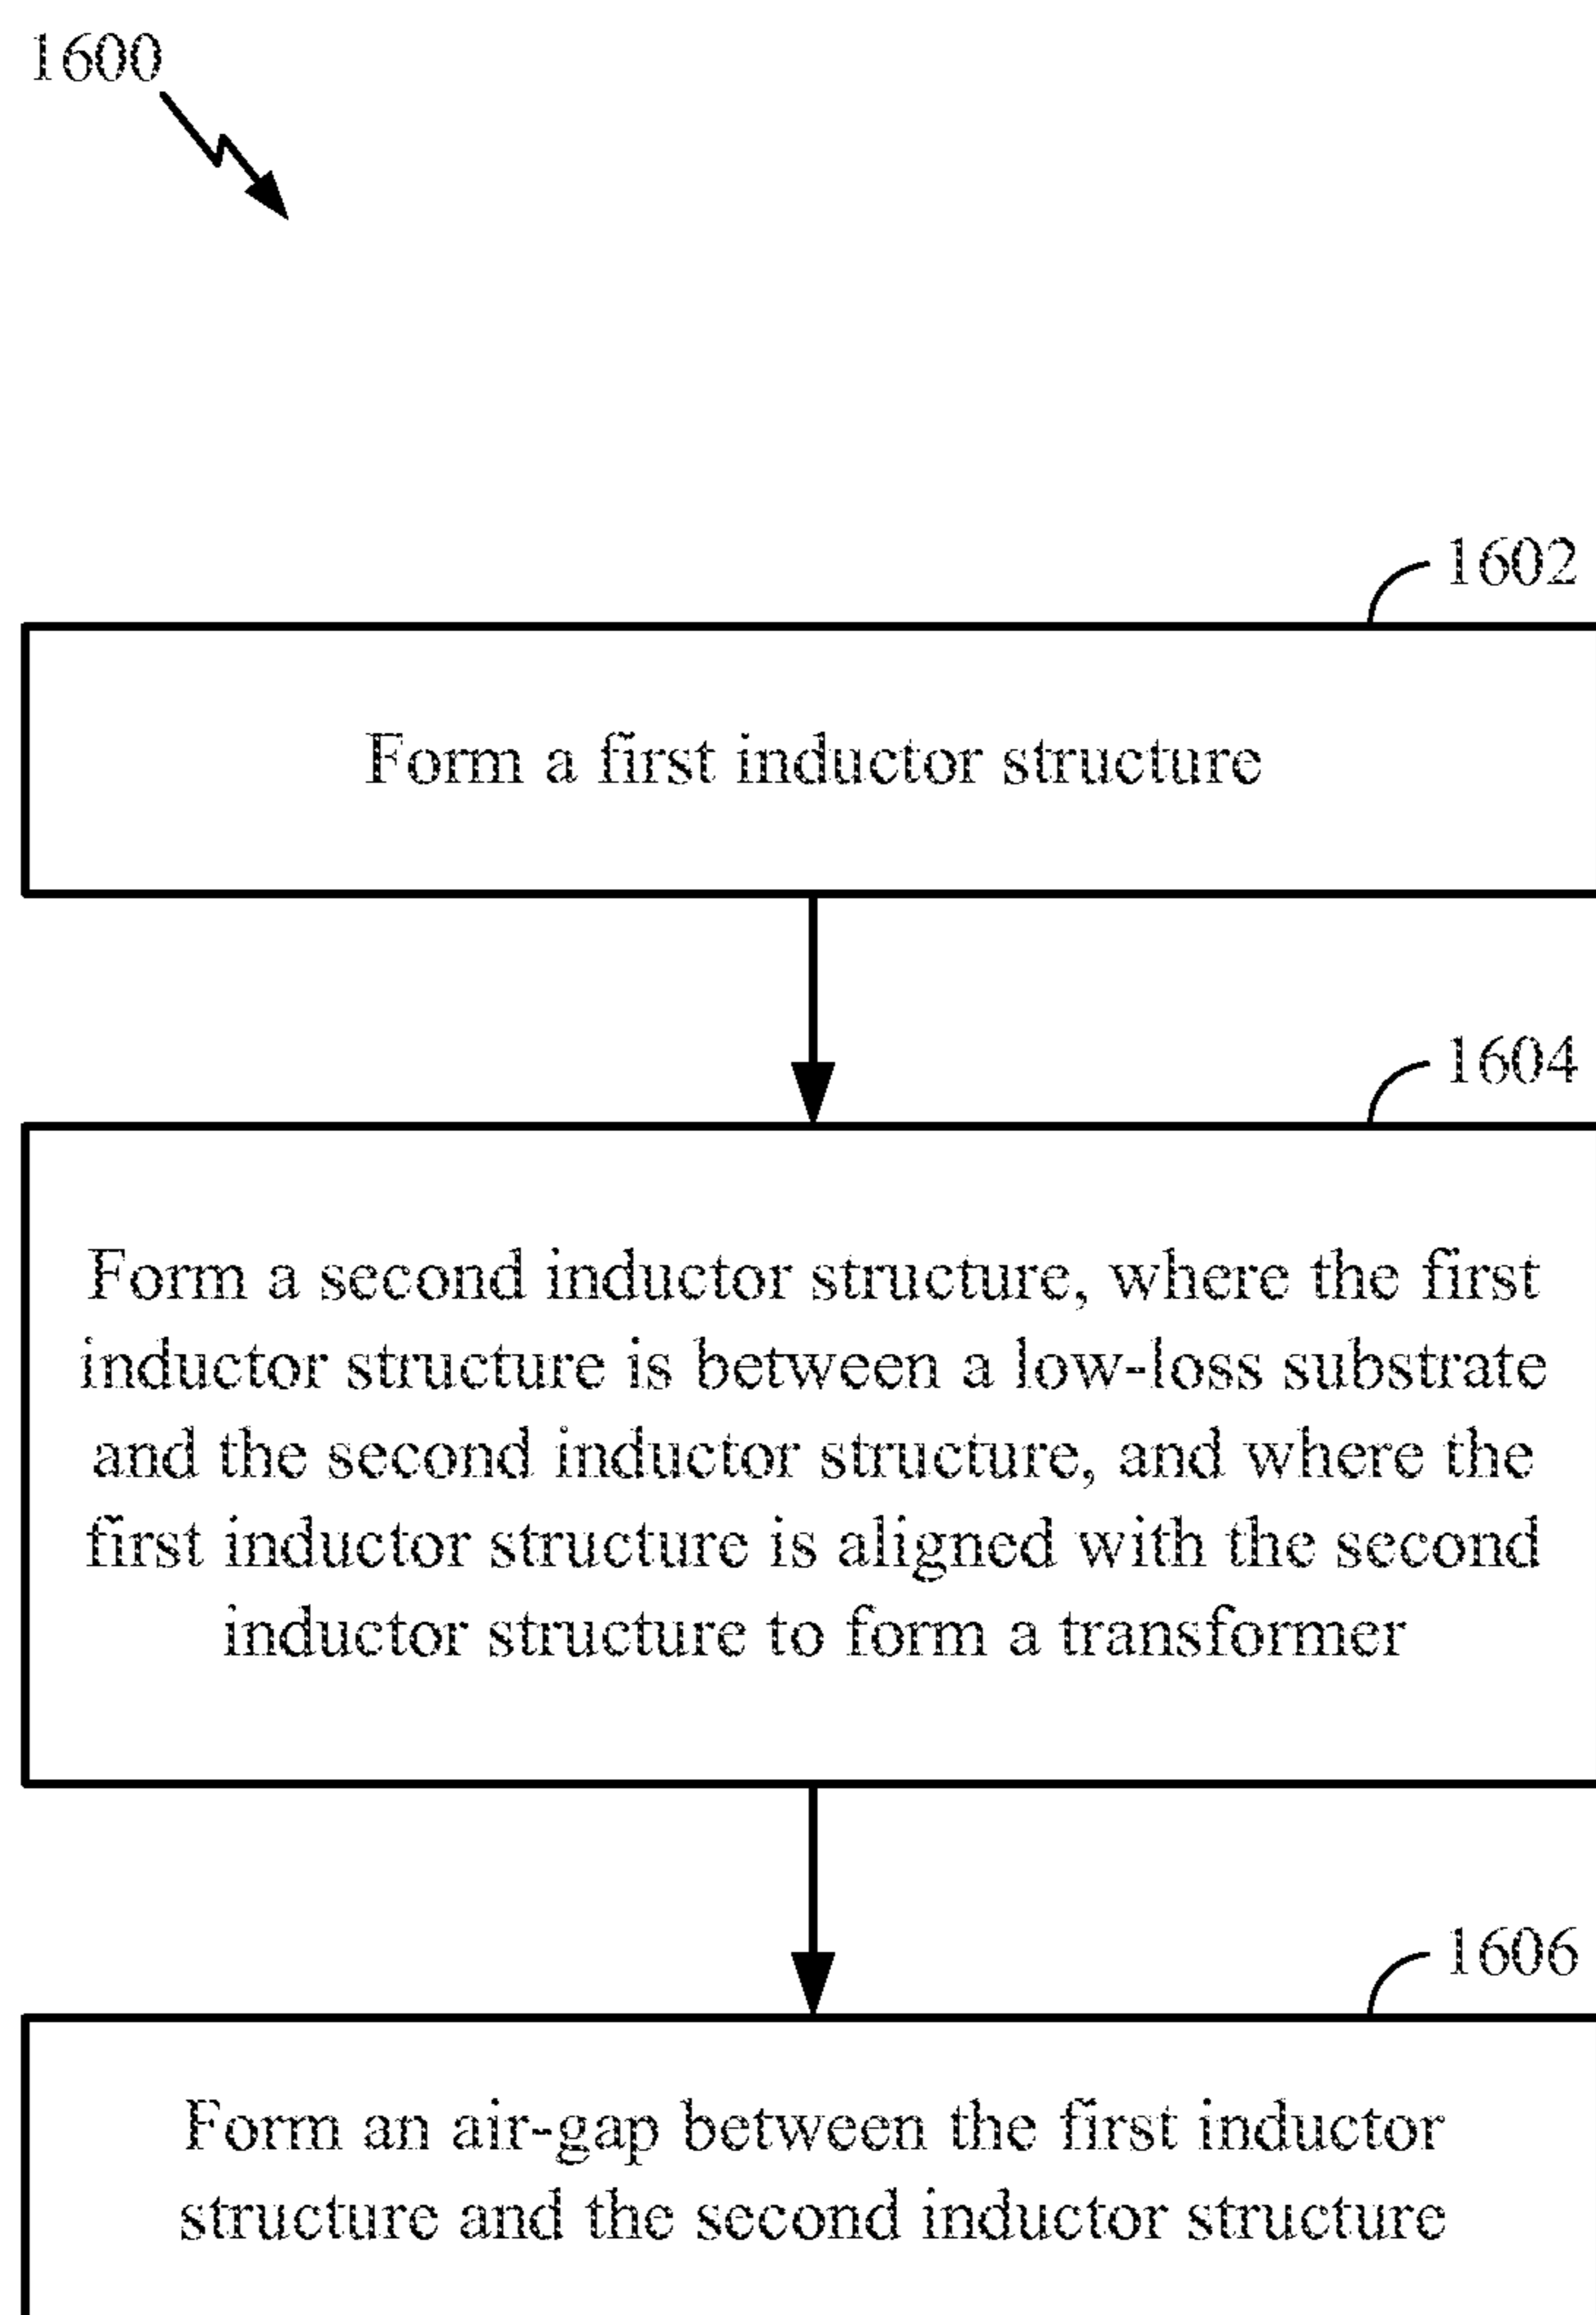 1600
1602
Form a first inductor structure
1604
Form a second inductor structure, where the first
inductor structure is between a low-loss substrate
and the second inductor structure, and where the
first inductor structure is aligned with the second
inductor structure to form a transformer
1606
Form an air-gap between the first inductor
structure and the second inductor structure